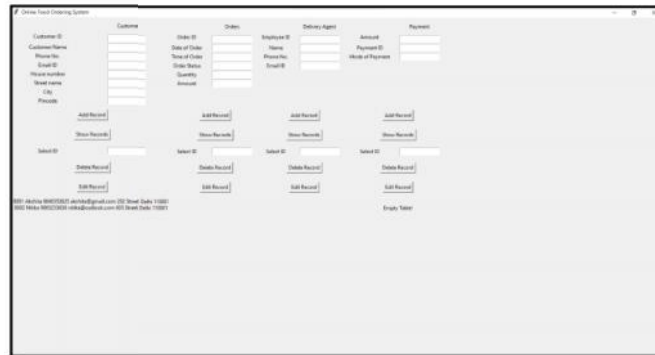 Online Food Ordering System
Customer Orders Delivery Agent Payment
Customer ID Order ID Employee ID Amount
Customer Name Date of Order Name Payment ID
Phone No. Time of Order Phone No. Mode of Payment
Email ID Order Status Email ID
House number Quantity
Street name Amount
City
Pincode
Add Record Add Record Add Record Add Record
Show Records Show Records Show Records Show Records
Select ID Select ID Select ID Select ID
Delete Record Delete Record Delete Record Delete Record
Edit Record Edit Record Edit Record Edit Record
Street
Street
Empty Table!